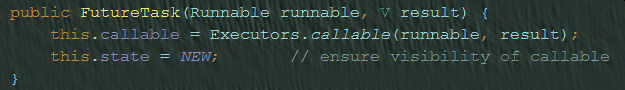 public FutureTask(Runnable runnable, V result) {
    this.callable = Executors.callable(runnable, result);
    this.state = NEW;       // ensure visibility of callable
}